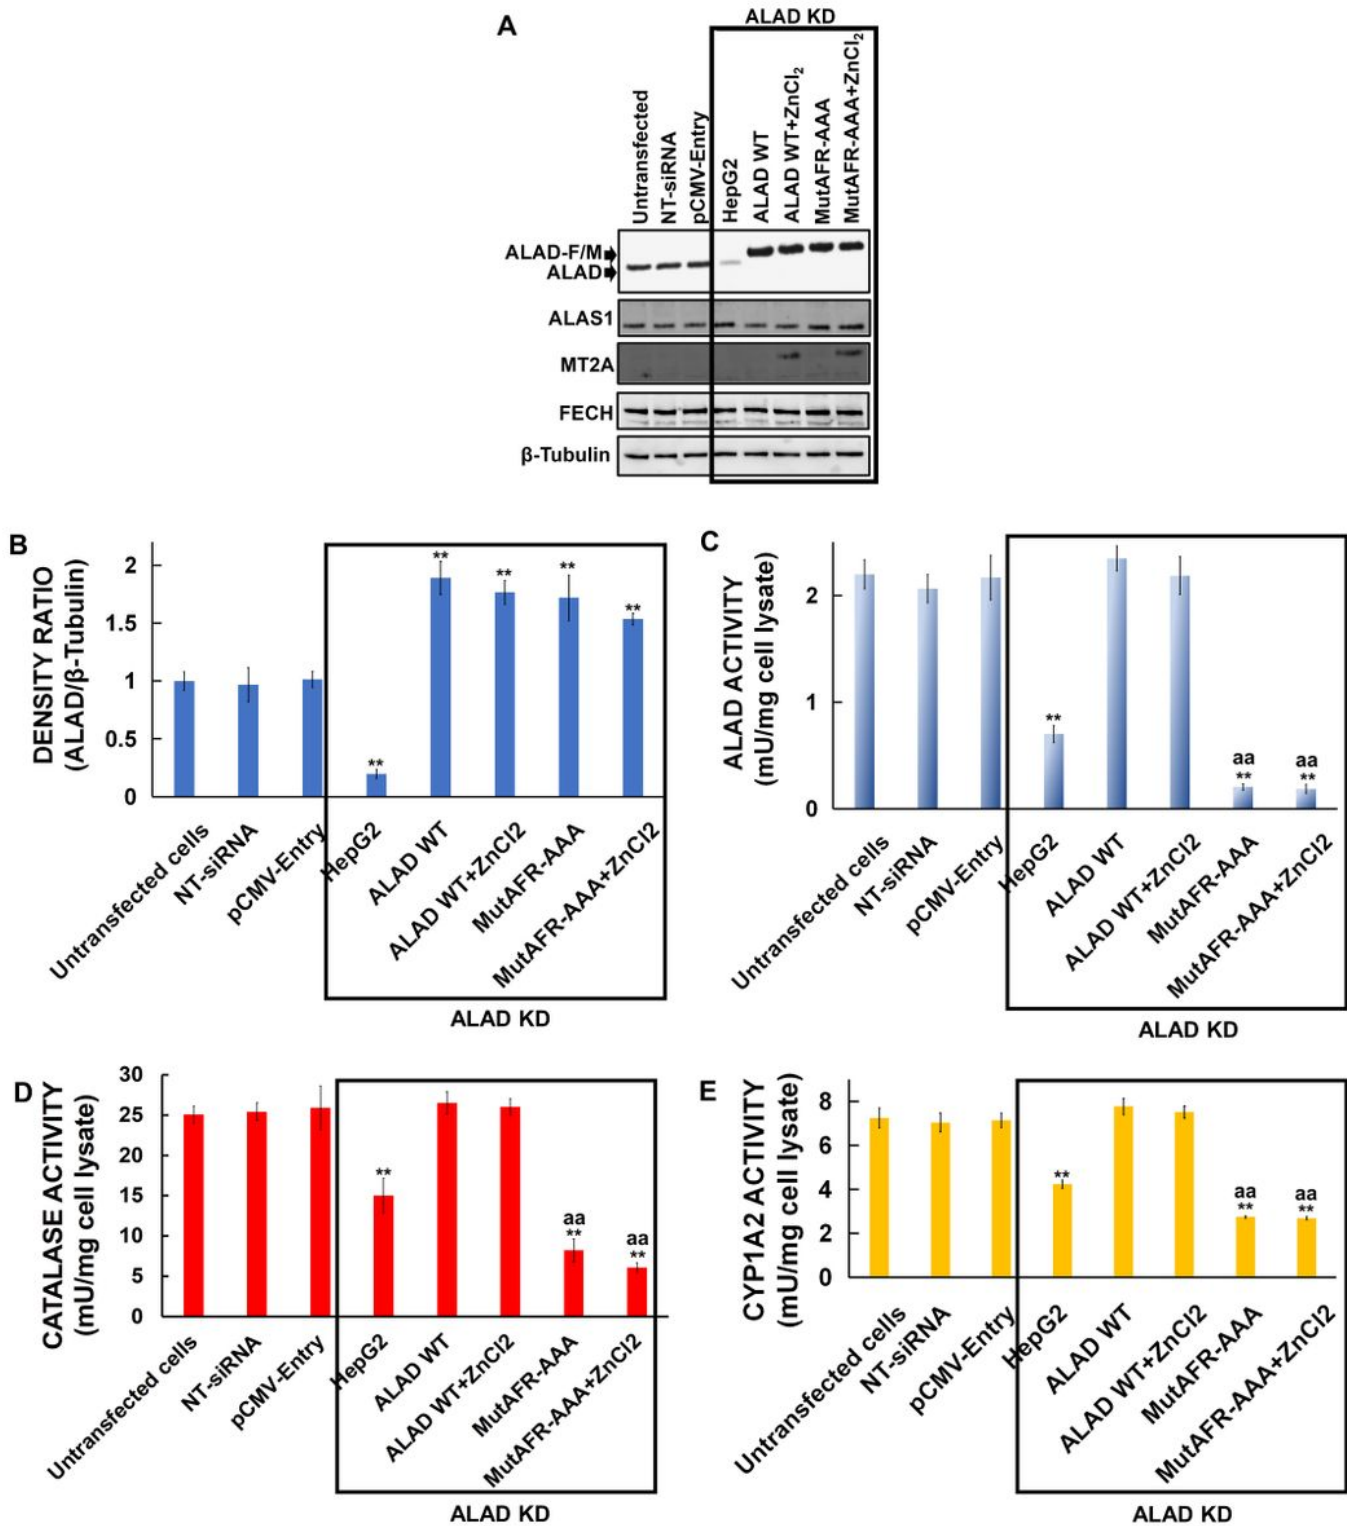 A
ALAD KD
Untransfected
NT-siRNA
pCMV-Entry
HepG2
ALAD WT
ALAD WT+ZnCl₂
MutAFR-AAA
MutAFR-AAA+ZnCl₂
ALAD-F/M
ALAD
ALAS1
MT2A
FECH
β-Tubulin
B
DENSITY RATIO
(ALAD/β-Tubulin)
2
1.5
1
0.5
0
**
**
**
**
**
Untransfected cells
NT-siRNA
pCMV-Entry
HepG2
ALAD WT
ALAD WT+ZnCl2
MutAFR-AAA
MutAFR-AAA+ZnCl2
ALAD KD
C
ALAD ACTIVITY
(mU/mg cell lysate)
2
1
0
**
aa
**
aa
**
Untransfected cells
NT-siRNA
pCMV-Entry
HepG2
ALAD WT
ALAD WT+ZnCl2
MutAFR-AAA
MutAFR-AAA+ZnCl2
ALAD KD
D
CATALASE ACTIVITY
(mU/mg cell lysate)
30
25
20
15
10
5
0
**
aa
**
aa
**
Untransfected cells
NT-siRNA
pCMV-Entry
HepG2
ALAD WT
ALAD WT+ZnCl2
MutAFR-AAA
MutAFR-AAA+ZnCl2
ALAD KD
E
CYP1A2 ACTIVITY
(mU/mg cell lysate)
8
6
4
2
0
**
aa
**
aa
**
Untransfected cells
NT-siRNA
pCMV-Entry
HepG2
ALAD WT
ALAD WT+ZnCl2
MutAFR-AAA
MutAFR-AAA+ZnCl2
ALAD KD